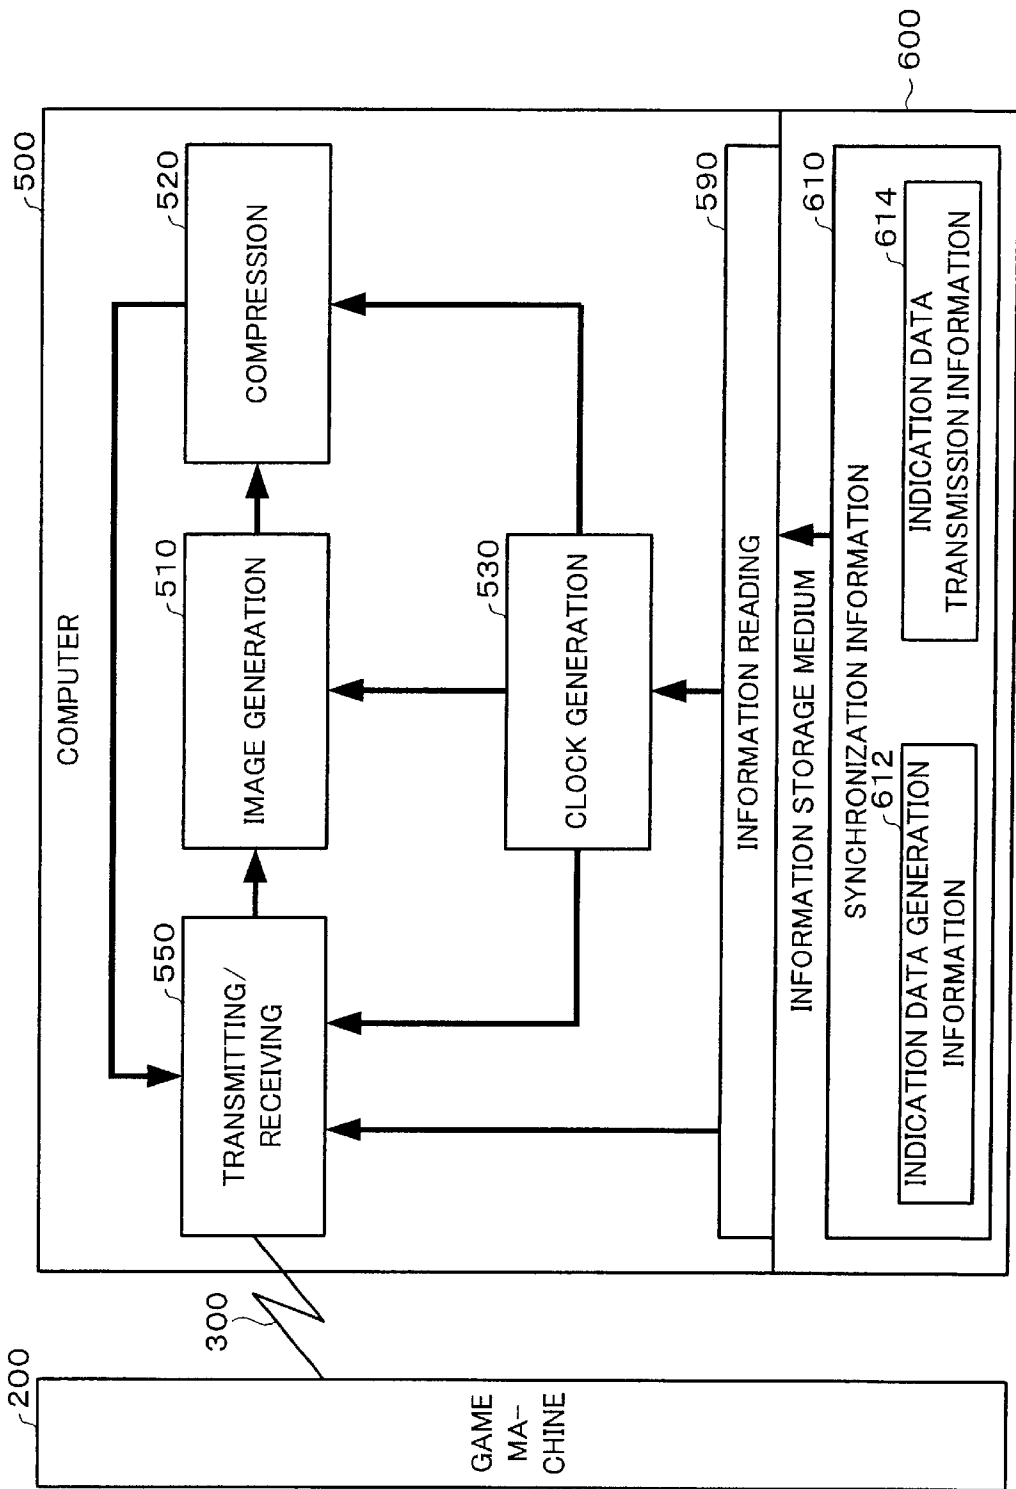 500
COMPUTER
550
TRANSMITTING/
RECEIVING
510
IMAGE GENERATION
520
COMPRESSION
530
CLOCK GENERATION
200
GAME
MA-
CHINE
300
590
INFORMATION READING
INFORMATION STORAGE MEDIUM
600
610
SYNCHRONIZATION INFORMATION
612
INDICATION DATA GENERATION
INFORMATION
614
INDICATION DATA
TRANSMISSION INFORMATION